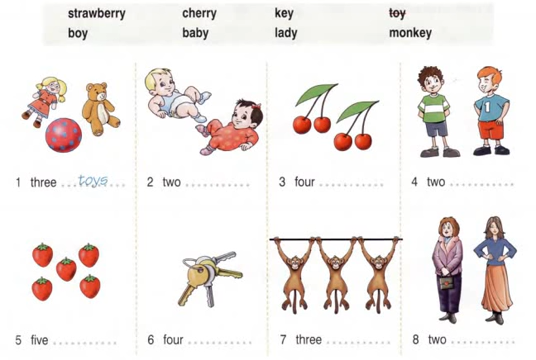 strawberry cherry key toy
boy baby lady monkey
1 three ...toys......
2 two ..................
3 four ..................
4 two ..................
5 five ..................
6 four ..................
7 three ..................
8 two ..................